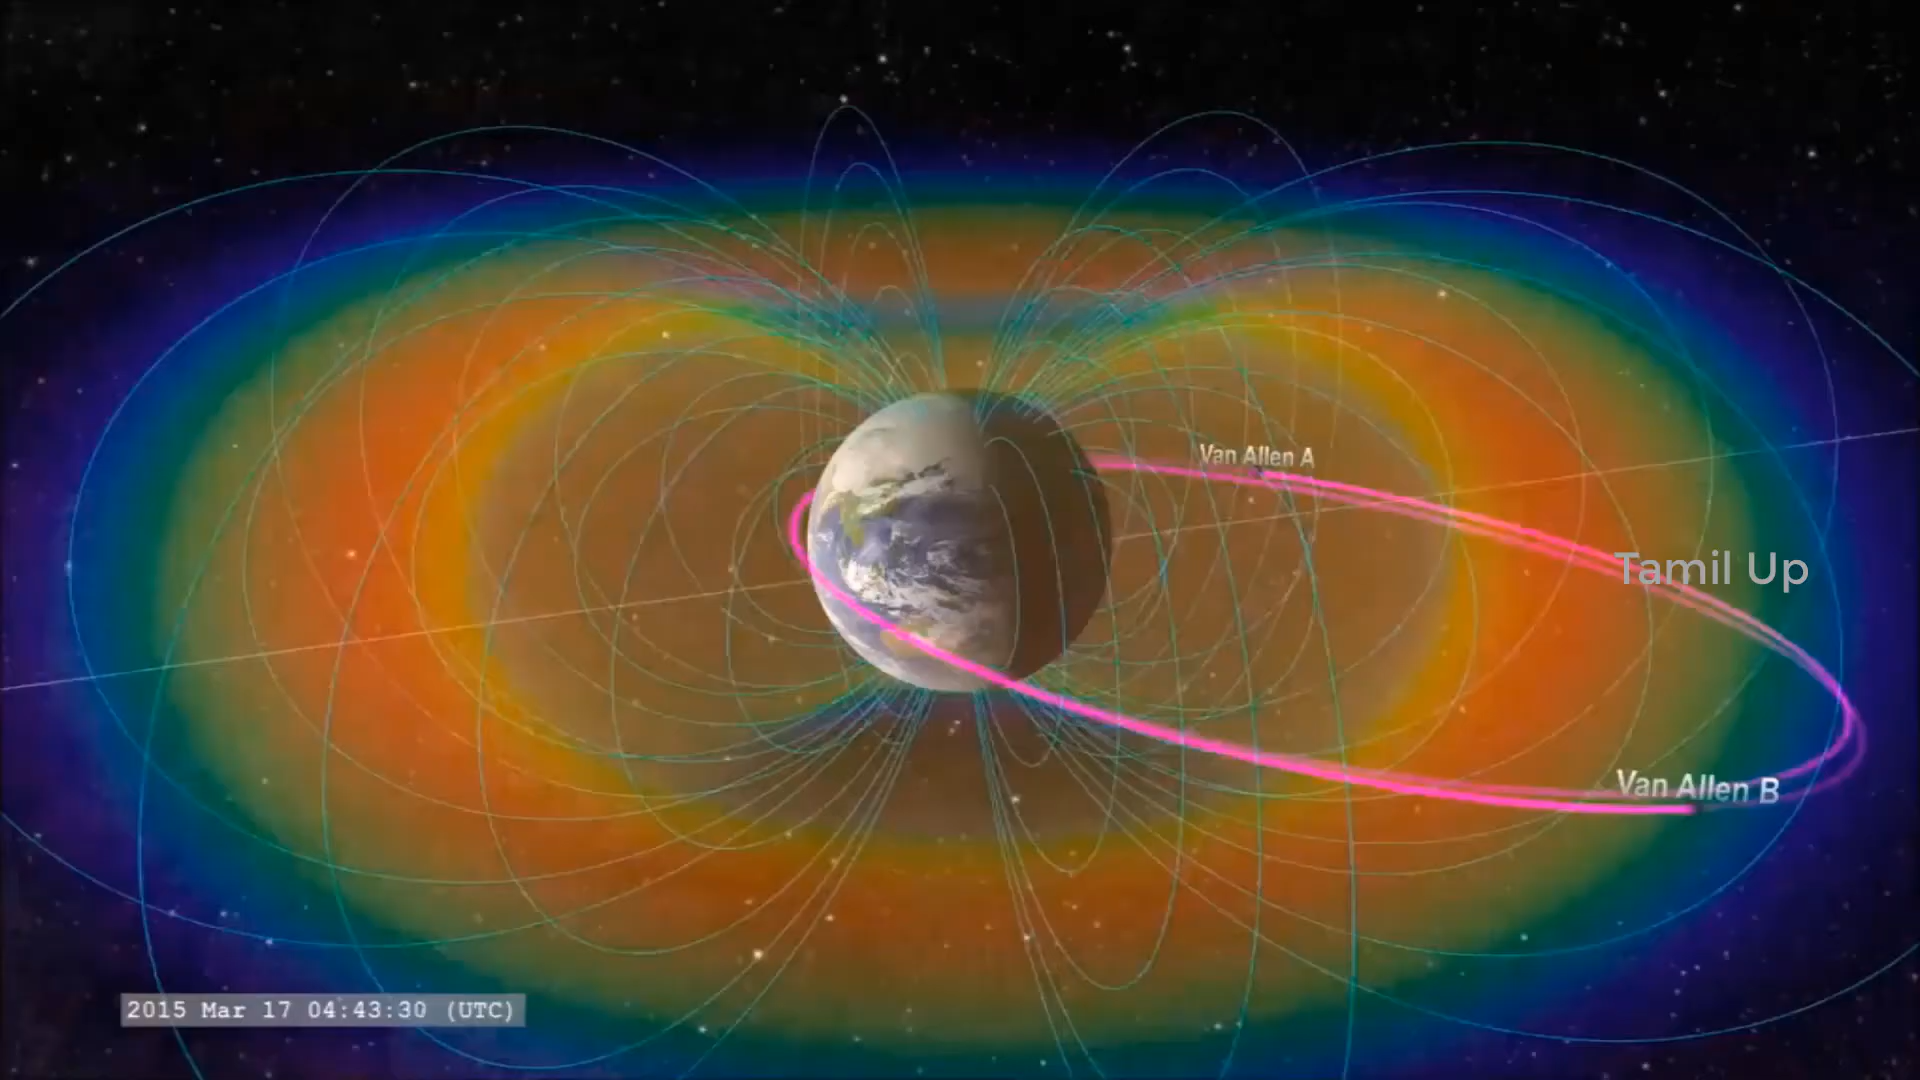 Van Allen A
Tamil Up
Van Allen B
2015 Mar 17 04:43:30 (UTC)